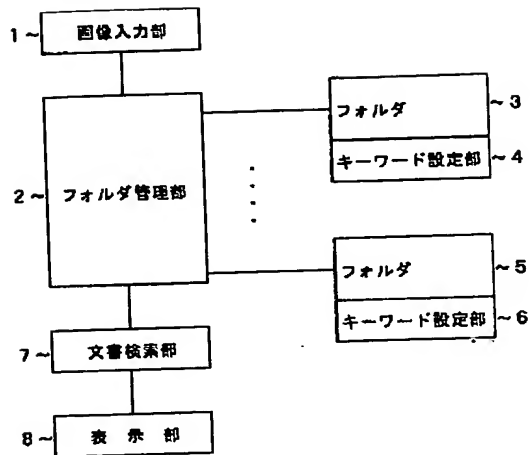 1~ 画像入力部
フォルダ ~3
キーワード設定部 ~4
2~ フォルダ管理部
フォルダ ~5
キーワード設定部 ~6
7~ 文書検索部
8~ 表示部